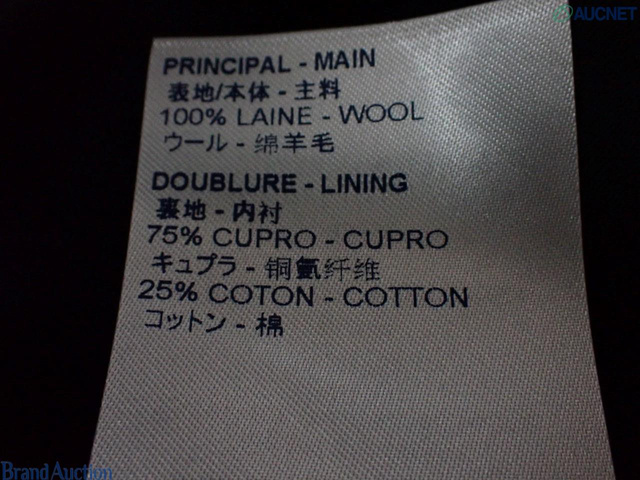 AUCNET
PRINCIPAL - MAIN
表地/本体 - 主料
100% LAINE - WOOL
ウール - 绵羊毛
DOUBLURE - LINING
裏地 - 内衬
75% CUPRO - CUPRO
キュプラ - 铜氨纤维
25% COTON - COTTON
コットン - 棉
Brand Auction